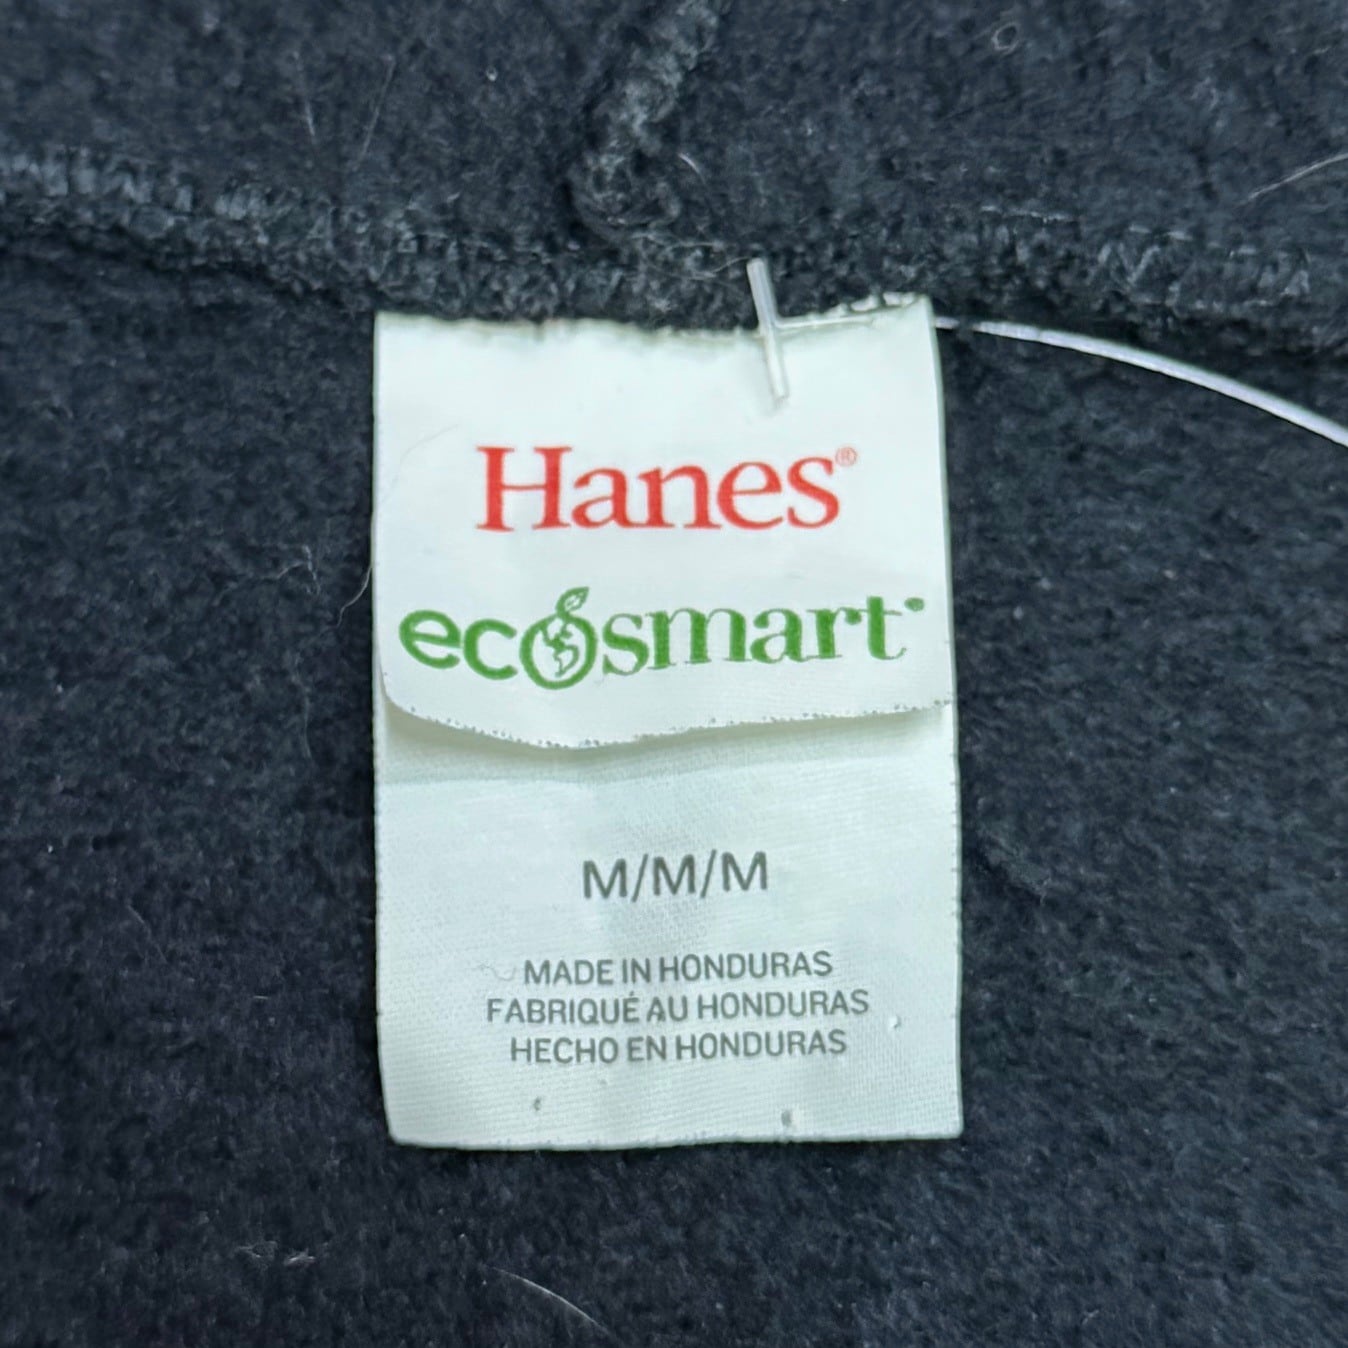 Hanes®
ecosmart
M/M/M
MADE IN HONDURAS
FABRIQUÉ AU HONDURAS
HECHO EN HONDURAS